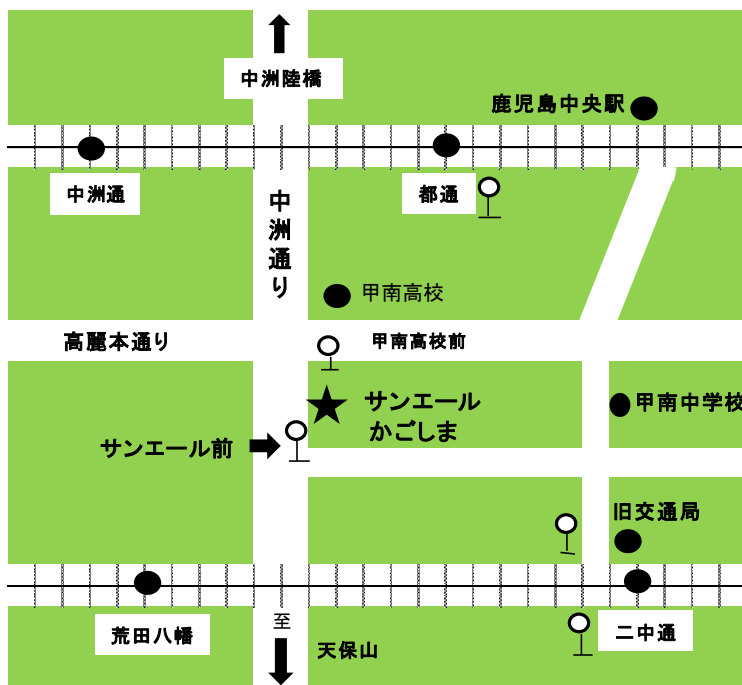 中洲陸橋
鹿児島中央駅
中洲通
都通
中洲通り
甲南高校
高麗本通り
甲南高校前
サンエール
かごしま
甲南中学校
サンエール前
旧交通局
荒田八幡
至
天保山
二中通